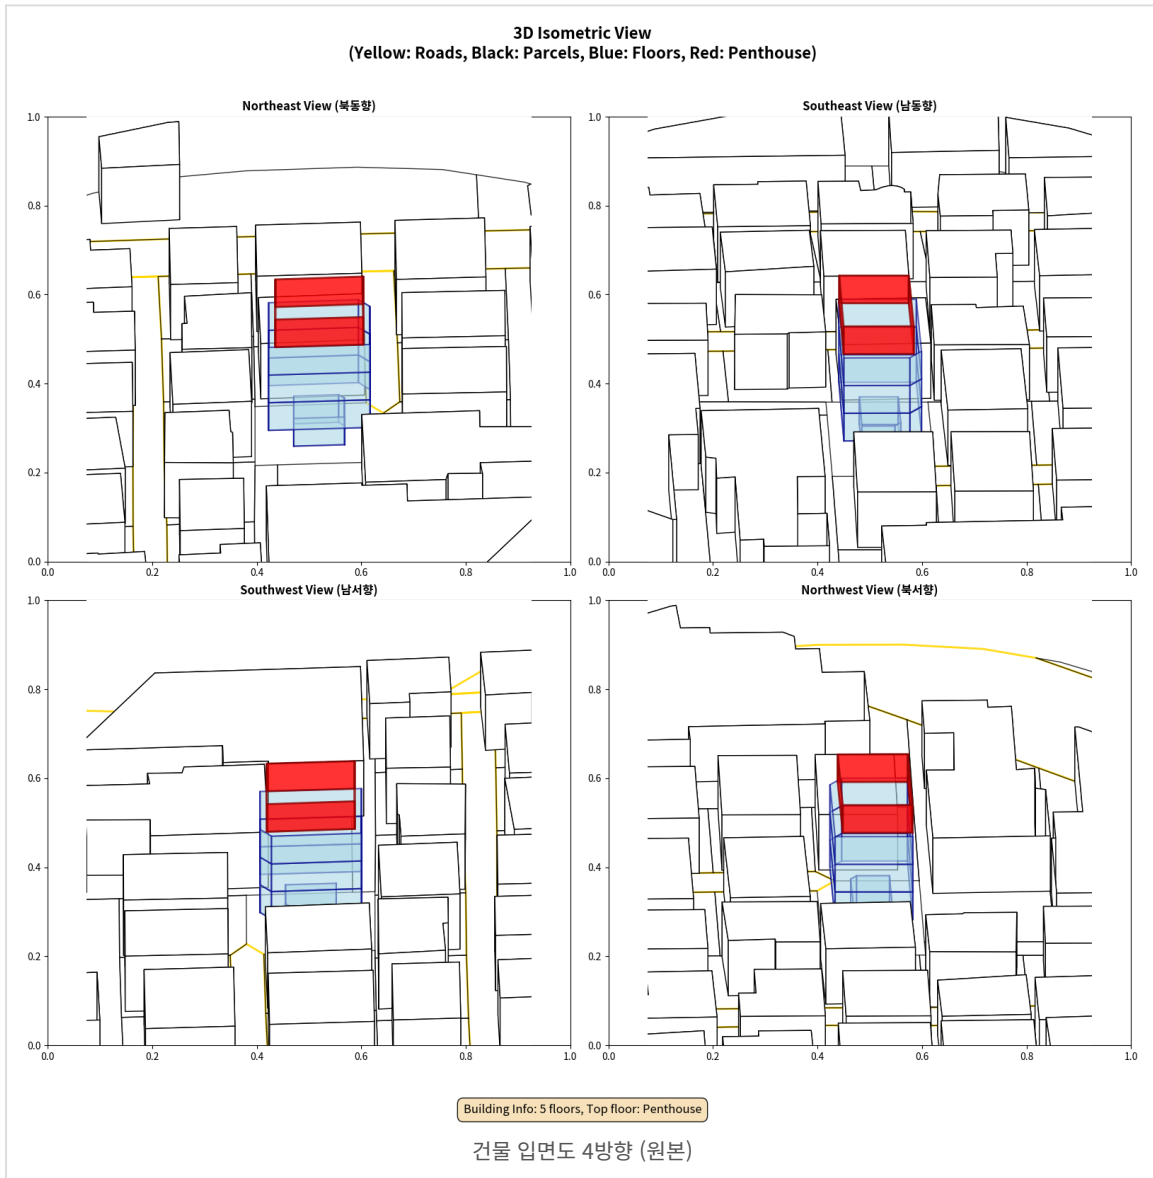 3D Isometric View
(Yellow: Roads, Black: Parcels, Blue: Floors, Red: Penthouse)
Northeast View (북동향)
1.0
0.8
0.6
0.4
0.2
0.0
0.0 0.2 0.4 0.6 0.8 1.0
Southeast View (남동향)
1.0
0.8
0.6
0.4
0.2
0.0
0.0 0.2 0.4 0.6 0.8 1.0
Southwest View (남서향)
1.0
0.8
0.6
0.4
0.2
0.0
0.0 0.2 0.4 0.6 0.8 1.0
Northwest View (북서향)
1.0
0.8
0.6
0.4
0.2
0.0
0.0 0.2 0.4 0.6 0.8 1.0
Building Info: 5 floors, Top floor: Penthouse
건물 입면도 4방향 (원본)